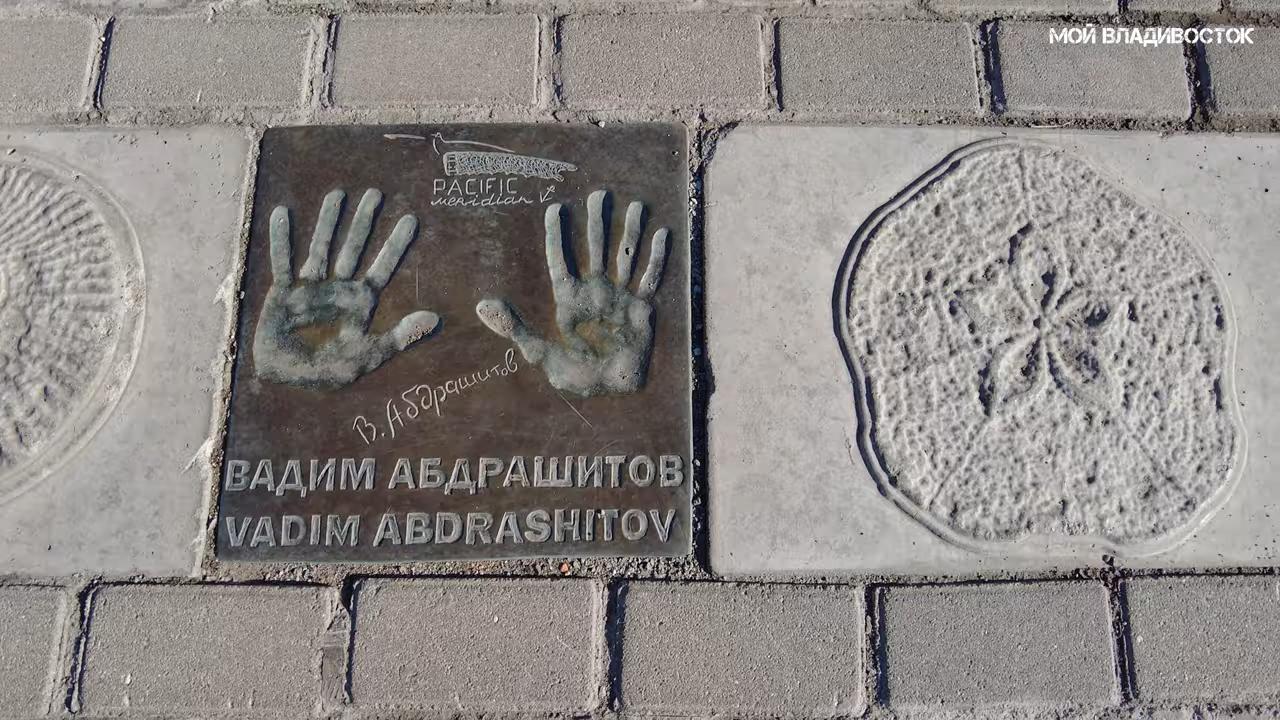 МОЙ ВЛАДИВОСТОК
PACIFIC
meridian
В. Абдрашитов
ВАДИМ АБДРАШИТОВ
VADIM ABDRASHITOV